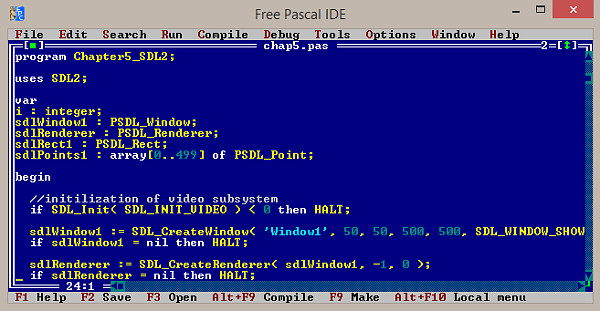 Free Pascal IDE
File Edit Search Run Compile Debug Tools Options Window Help
[■] chap5.pas 2=[↕]
program Chapter5_SDL2;
uses SDL2;
var
i : integer;
sdlWindow1 : PSDL_Window;
sdlRenderer : PSDL_Renderer;
sdlRect1 : PSDL_Rect;
sdlPoints1 : array[0..499] of PSDL_Point;
begin
//initilization of video subsystem
if SDL_Init( SDL_INIT_VIDEO ) < 0 then HALT;
sdlWindow1 := SDL_CreateWindow( 'Window1', 50, 50, 500, 500, SDL_WINDOW_SHOW
if sdlWindow1 = nil then HALT;
sdlRenderer := SDL_CreateRenderer( sdlWindow1, -1, 0 );
if sdlRenderer = nil then HALT;
24:1
F1 Help F2 Save F3 Open Alt+F9 Compile F9 Make Alt+F10 Local menu